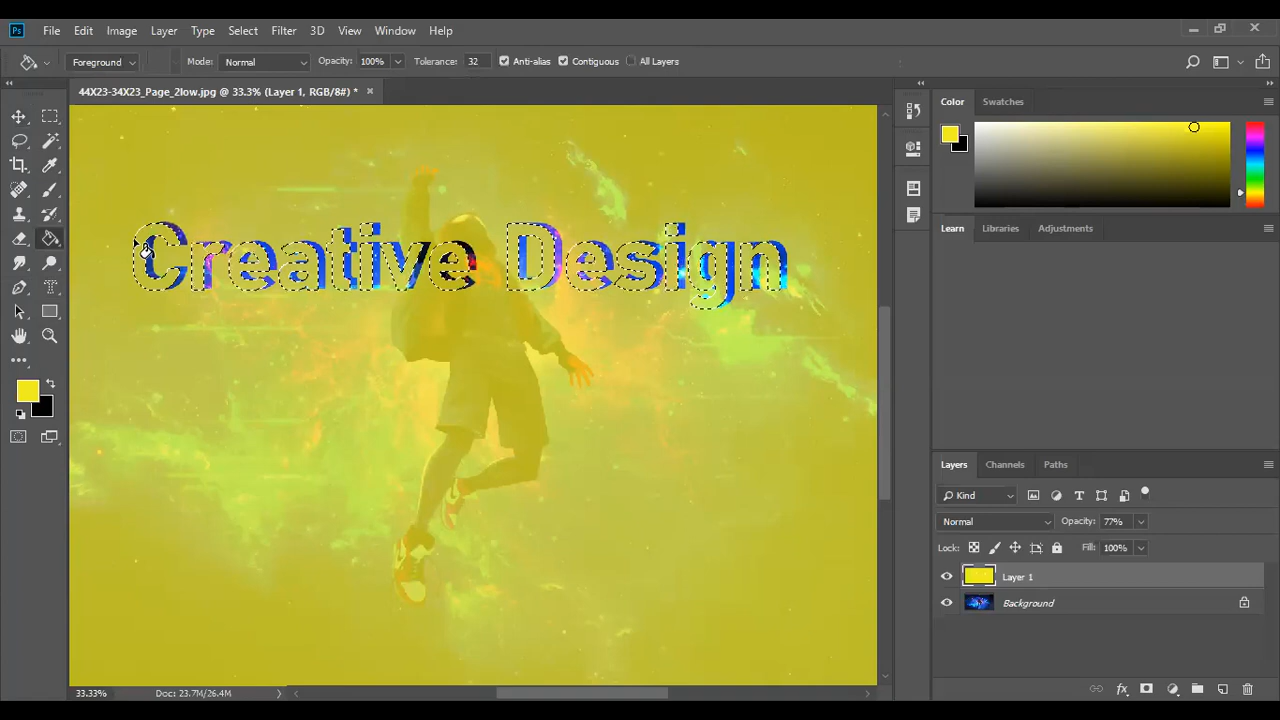 Ps File Edit Image Layer Type Select Filter 3D View Window Help
Foreground Mode: Normal Opacity: 100% Tolerance: 32 Anti-alias Contiguous All Layers
44X23-34X23_Page_2low.jpg @ 33.3% (Layer 1, RGB/8#) *
Color Swatches
Creative Design
Learn Libraries Adjustments
Layers Channels Paths
Kind
Normal Opacity: 77%
Lock: Fill: 100%
Layer 1
Background
33.33% Doc: 23.7M/26.4M